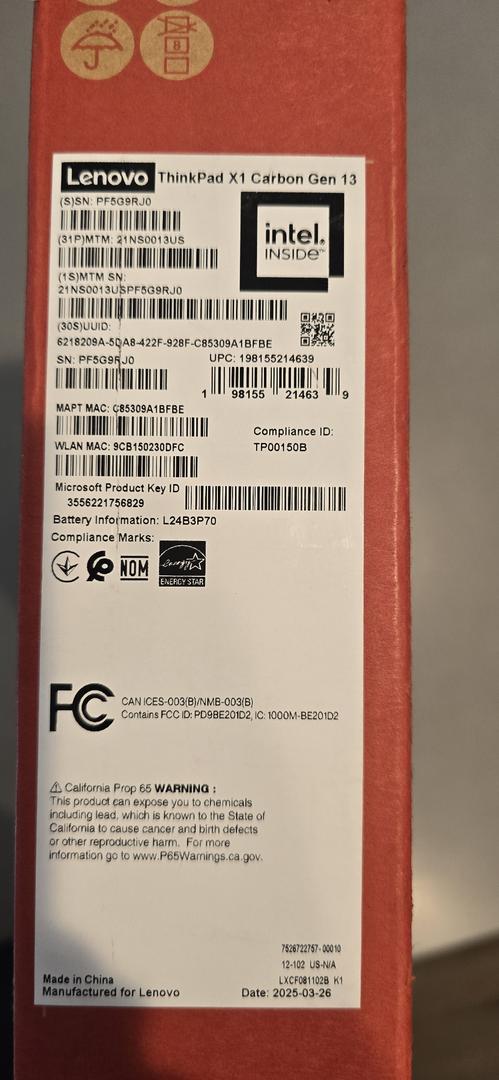 8
Lenovo ThinkPad X1 Carbon Gen 13
(S)SN: PF5G9RJ0
intel
INSIDE™
(31P)MTM: 21NS0013US
(1S)MTM SN:
21NS0013USPF5G9RJ0
(30S)UUID:
6218209A-5DA8-422F-928F-C85309A1BFBE
SN: PF5G9RJ0
UPC: 198155214639
1 98155 21463 9
MAPT MAC: C85309A1BFBE
WLAN MAC: 9CB150230DFC
Compliance ID:
TP00150B
Microsoft Product Key ID
3556221756829
Battery Information: L24B3P70
Compliance Marks:
NOM
energy
ENERGY STAR
FC
CAN ICES-003(B)/NMB-003(B)
Contains FCC ID: PD9BE201D2, IC: 1000M-BE201D2
⚠ California Prop 65 WARNING :
This product can expose you to chemicals
including lead, which is known to the State of
California to cause cancer and birth defects
or other reproductive harm. For more
information go to www.P65Warnings.ca.gov.
7526722757-00010
12-102 US-N/A
LXCF081102B K1
Made in China
Manufactured for Lenovo
Date: 2025-03-26